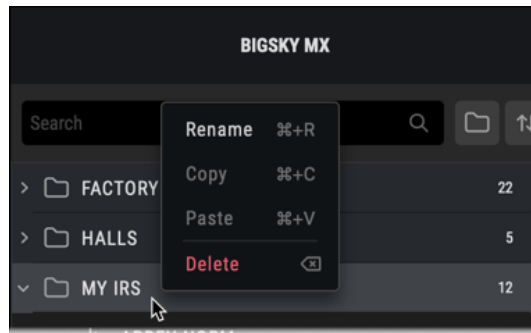 BIGSKY MX
Search
Rename ⌘+R
Copy ⌘+C
Paste ⌘+V
Delete
FACTORY 22
HALLS 5
MY IRS 12